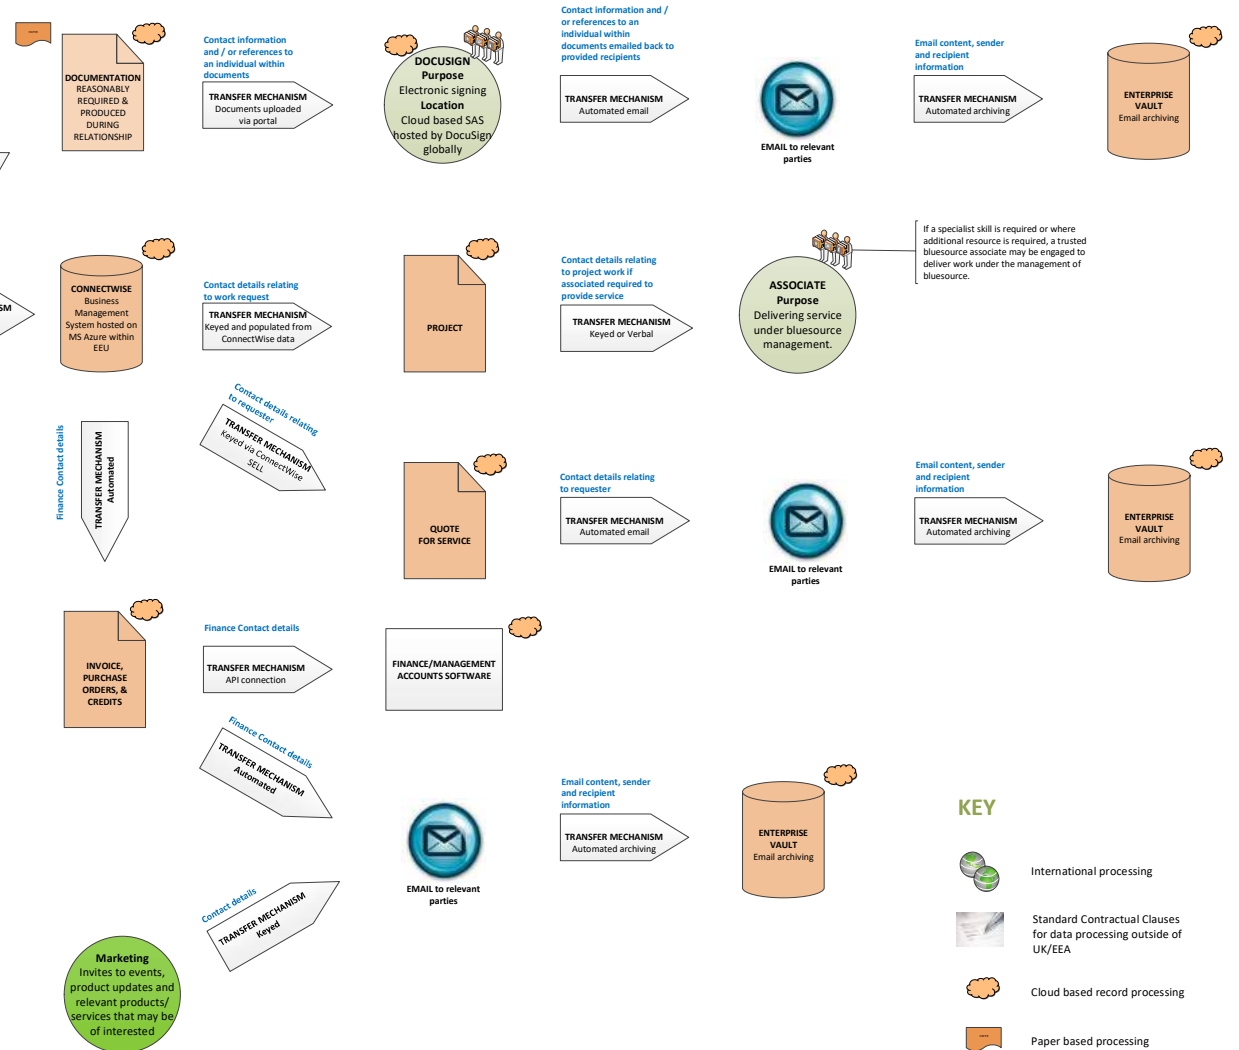 Contact information
and / or references to
an individual within
documents
Contact information and /
or references to an
individual within
documents emailed back to
provided recipients
Email content, sender
and recipient
information
DOCUMENTATION
REASONABLY
REQUIRED &
PRODUCED
DURING
RELATIONSHIP
TRANSFER MECHANISM
Documents uploaded
via portal
DOCUSIGN
Purpose
Electronic signing
Location
Cloud based SAS
hosted by DocuSign
globally
TRANSFER MECHANISM
Automated email
EMAIL to relevant
parties
TRANSFER MECHANISM
Automated archiving
ENTERPRISE
VAULT
Email archiving
If a specialist skill is required or where
additional resource is required, a trusted
bluesource associate may be engaged to
deliver work under the management of
bluesource.
SM
CONNECTWISE
Business
Management
System hosted on
MS Azure within
EEU
Contact details relating
to work request
TRANSFER MECHANISM
Keyed and populated from
ConnectWise data
PROJECT
Contact details relating
to project work if
associated required to
provide service
TRANSFER MECHANISM
Keyed or Verbal
ASSOCIATE
Purpose
Delivering service
under bluesource
management.
Finance Contact details
TRANSFER MECHANISM
Automated
Contact details relating
to requester
TRANSFER MECHANISM
Keyed via ConnectWise
SELL
QUOTE
FOR SERVICE
Contact details relating
to requester
TRANSFER MECHANISM
Automated email
EMAIL to relevant
parties
Email content, sender
and recipient
information
TRANSFER MECHANISM
Automated archiving
ENTERPRISE
VAULT
Email archiving
INVOICE,
PURCHASE
ORDERS, &
CREDITS
Finance Contact details
TRANSFER MECHANISM
API connection
FINANCE/MANAGEMENT
ACCOUNTS SOFTWARE
Finance Contact details
TRANSFER MECHANISM
Automated
EMAIL to relevant
parties
Email content, sender
and recipient
information
TRANSFER MECHANISM
Automated archiving
ENTERPRISE
VAULT
Email archiving
Contact details
TRANSFER MECHANISM
Keyed
Marketing
Invites to events,
product updates and
relevant products/
services that may be
of interested
KEY
International processing
Standard Contractual Clauses
for data processing outside of
UK/EEA
Cloud based record processing
Paper based processing